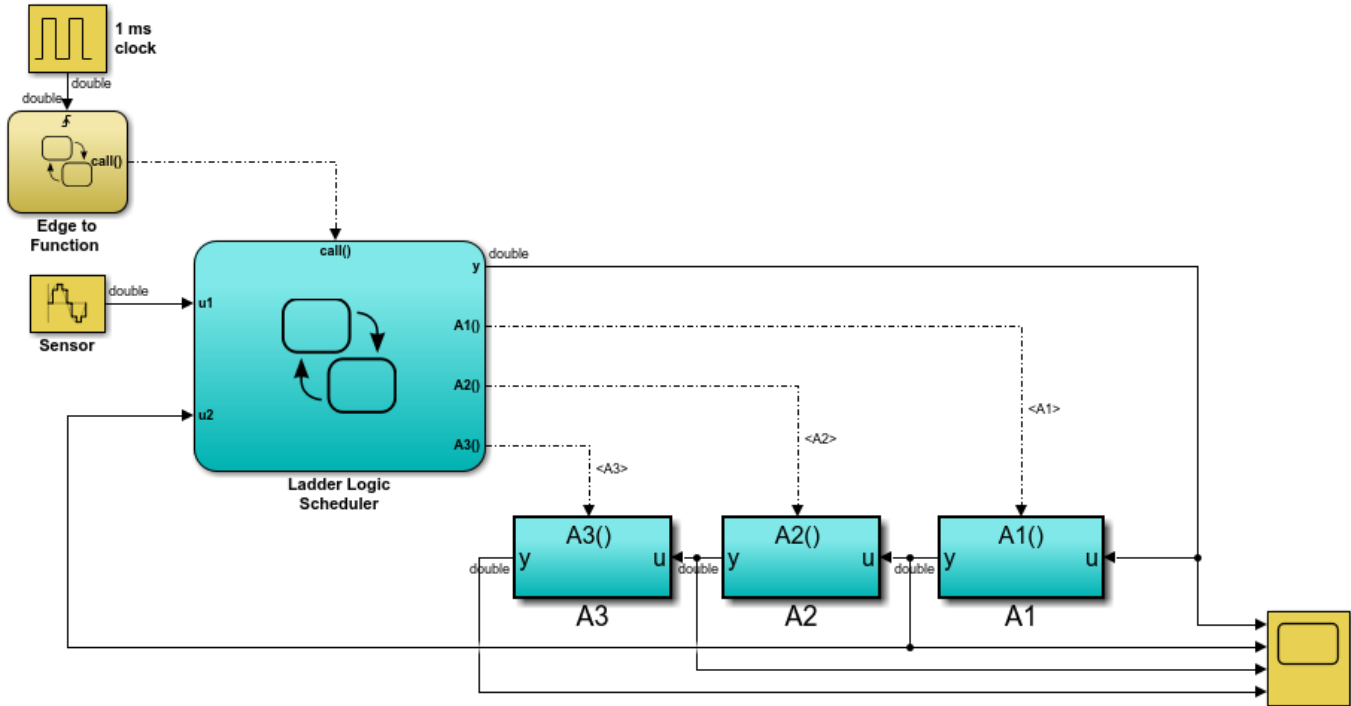 1 ms
clock
double
double
call()
Edge to
Function
call()
y
double
double
u1
Sensor
A1()
A2()
u2
<A1>
<A2>
A3()
<A3>
Ladder Logic
Scheduler
A3()
A2()
A1()
y
u
y
u
y
u
double
double
double
A3
A2
A1